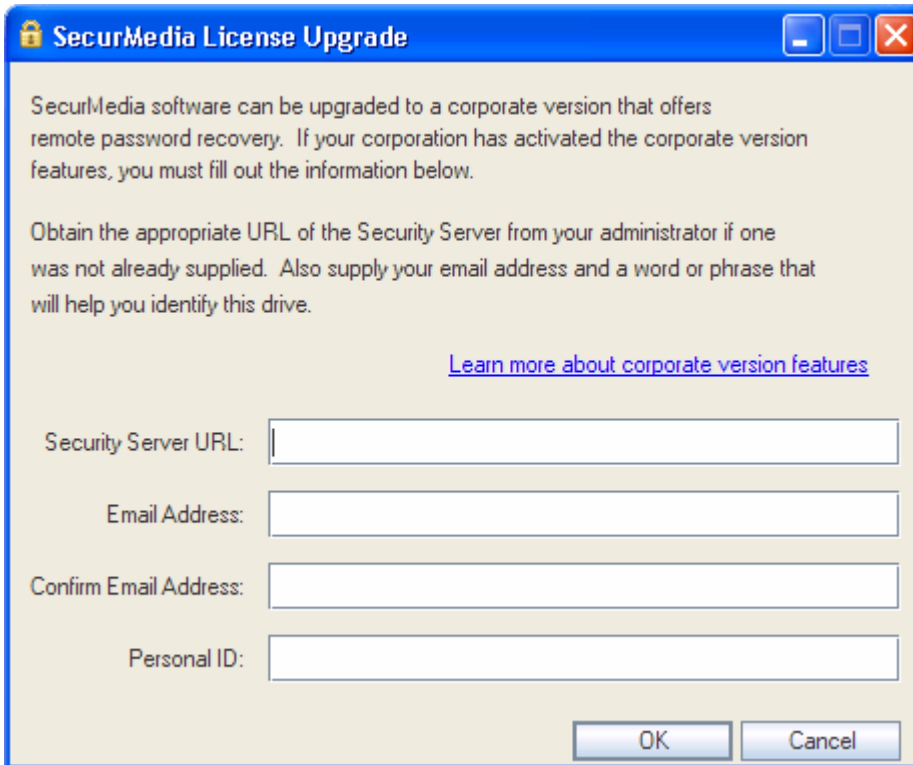 SecurMedia License Upgrade
SecurMedia software can be upgraded to a corporate version that offers
remote password recovery. If your corporation has activated the corporate version
features, you must fill out the information below.
Obtain the appropriate URL of the Security Server from your administrator if one
was not already supplied. Also supply your email address and a word or phrase that
will help you identify this drive.
Learn more about corporate version features
Security Server URL:
Email Address:
Confirm Email Address:
Personal ID:
OK Cancel